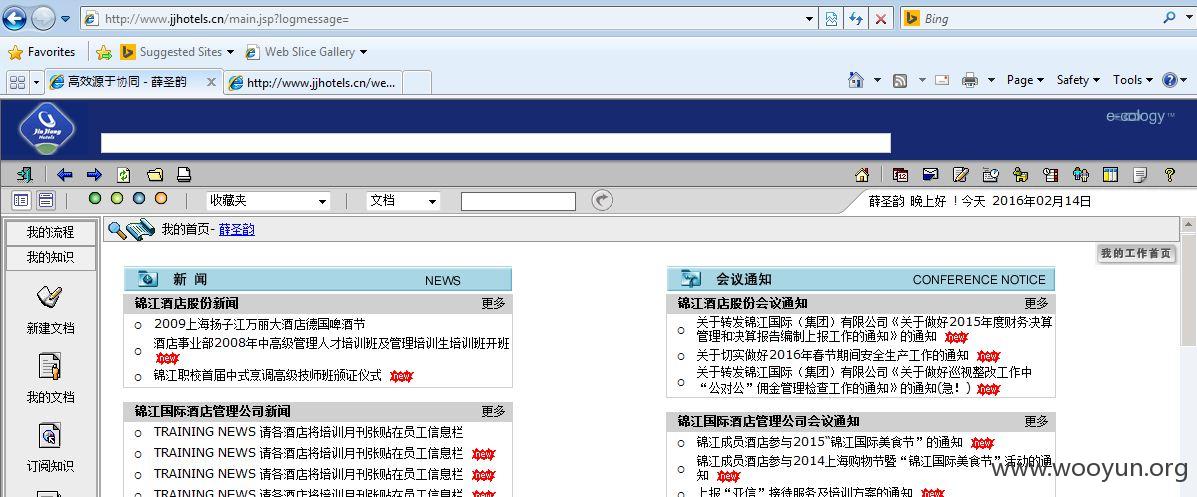 http://www.jjhotels.cn/main.jsp?logmessage=
Bing
Favorites
Suggested Sites
Web Slice Gallery
高效源于协同 - 薛圣韵
http://www.jjhotels.cn/we...
Page
Safety
Tools
Jin Jiang
Hotels
e-cology™
收藏夹
文档
薛圣韵 晚上好 ！今天 2016年02月14日
我的流程
我的知识
我的首页- 薛圣韵
我的工作首页
新建文档
我的文档
订阅知识
新 闻
NEWS
锦江酒店股份新闻
更多
2009上海扬子江万丽大酒店德国啤酒节
酒店事业部2008年中高级管理人才培训班及管理培训生培训班开班
new
锦江职校首届中式烹调高级技师班颁证仪式 new
锦江国际酒店管理公司新闻
更多
TRAINING NEWS 请各酒店将培训月刊张贴在员工信息栏
TRAINING NEWS 请各酒店将培训月刊张贴在员工信息栏 new
TRAINING NEWS 请各酒店将培训月刊张贴在员工信息栏 new
TRAINING NEWS 请各酒店将培训月刊张贴在员工信息栏 new
会议通知
CONFERENCE NOTICE
锦江酒店股份会议通知
更多
关于转发锦江国际（集团）有限公司《关于做好2015年度财务决算
管理和决算报告编制上报工作的通知》的通知 new
关于切实做好2016年春节期间安全生产工作的通知 new
关于转发锦江国际（集团）有限公司《关于做好巡视整改工作中
“公对公”佣金管理检查工作的通知》的通知(急！) new
锦江国际酒店管理公司会议通知
更多
锦江成员酒店参与2015“锦江国际美食节”的通知 new
锦江成员酒店参与2014上海购物节暨“锦江国际美食节”活动的通
知 new
上报“亚信”接待服务及培训方案的通知 new
www.wooyun.org